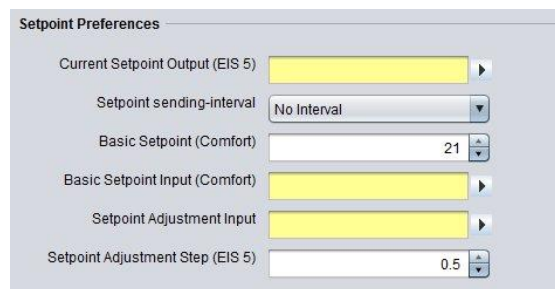 Setpoint Preferences
Current Setpoint Output (EIS 5)
Setpoint sending-interval No Interval
Basic Setpoint (Comfort) 21
Basic Setpoint Input (Comfort)
Setpoint Adjustment Input
Setpoint Adjustment Step (EIS 5) 0.5